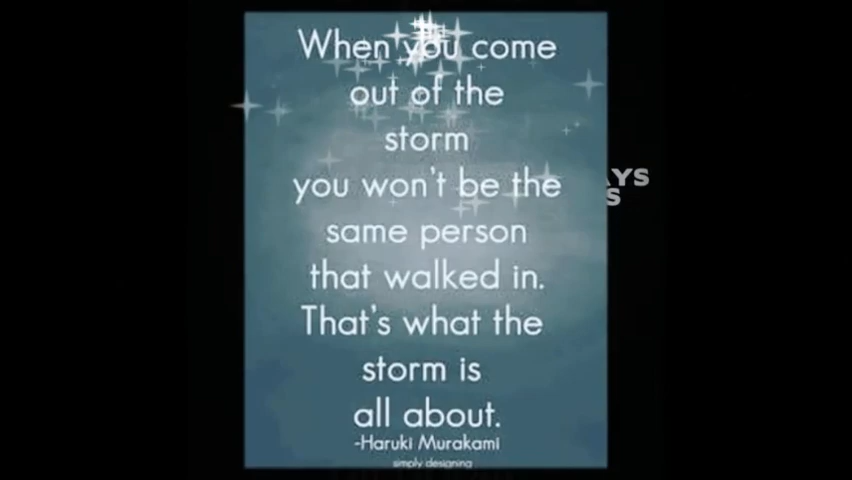 When you come
out of the
storm
you won't be the
same person
that walked in.
That's what the
storm is
all about.
-Haruki Murakami
simply designing